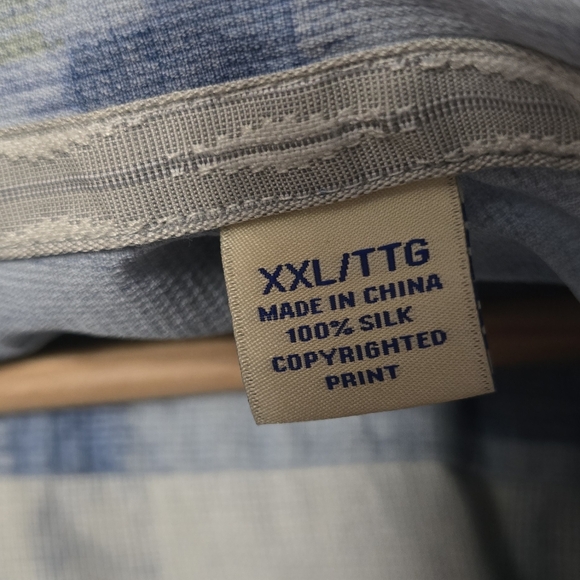 XXL/TTG
MADE IN CHINA
100% SILK
COPYRIGHTED
PRINT